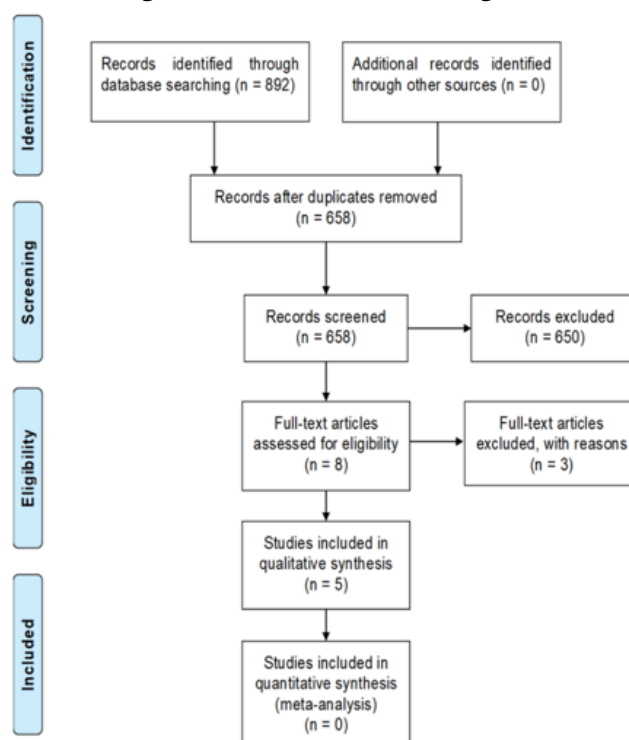 Identification
Records identified through
database searching (n = 892)
Additional records identified
through other sources (n = 0)
Records after duplicates removed
(n = 658)
Screening
Records screened
(n = 658)
Records excluded
(n = 650)
Eligibility
Full-text articles
assessed for eligibility
(n = 8)
Full-text articles
excluded, with reasons
(n = 3)
Studies included in
qualitative synthesis
(n = 5)
Included
Studies included in
quantitative synthesis
(meta-analysis)
(n = 0)